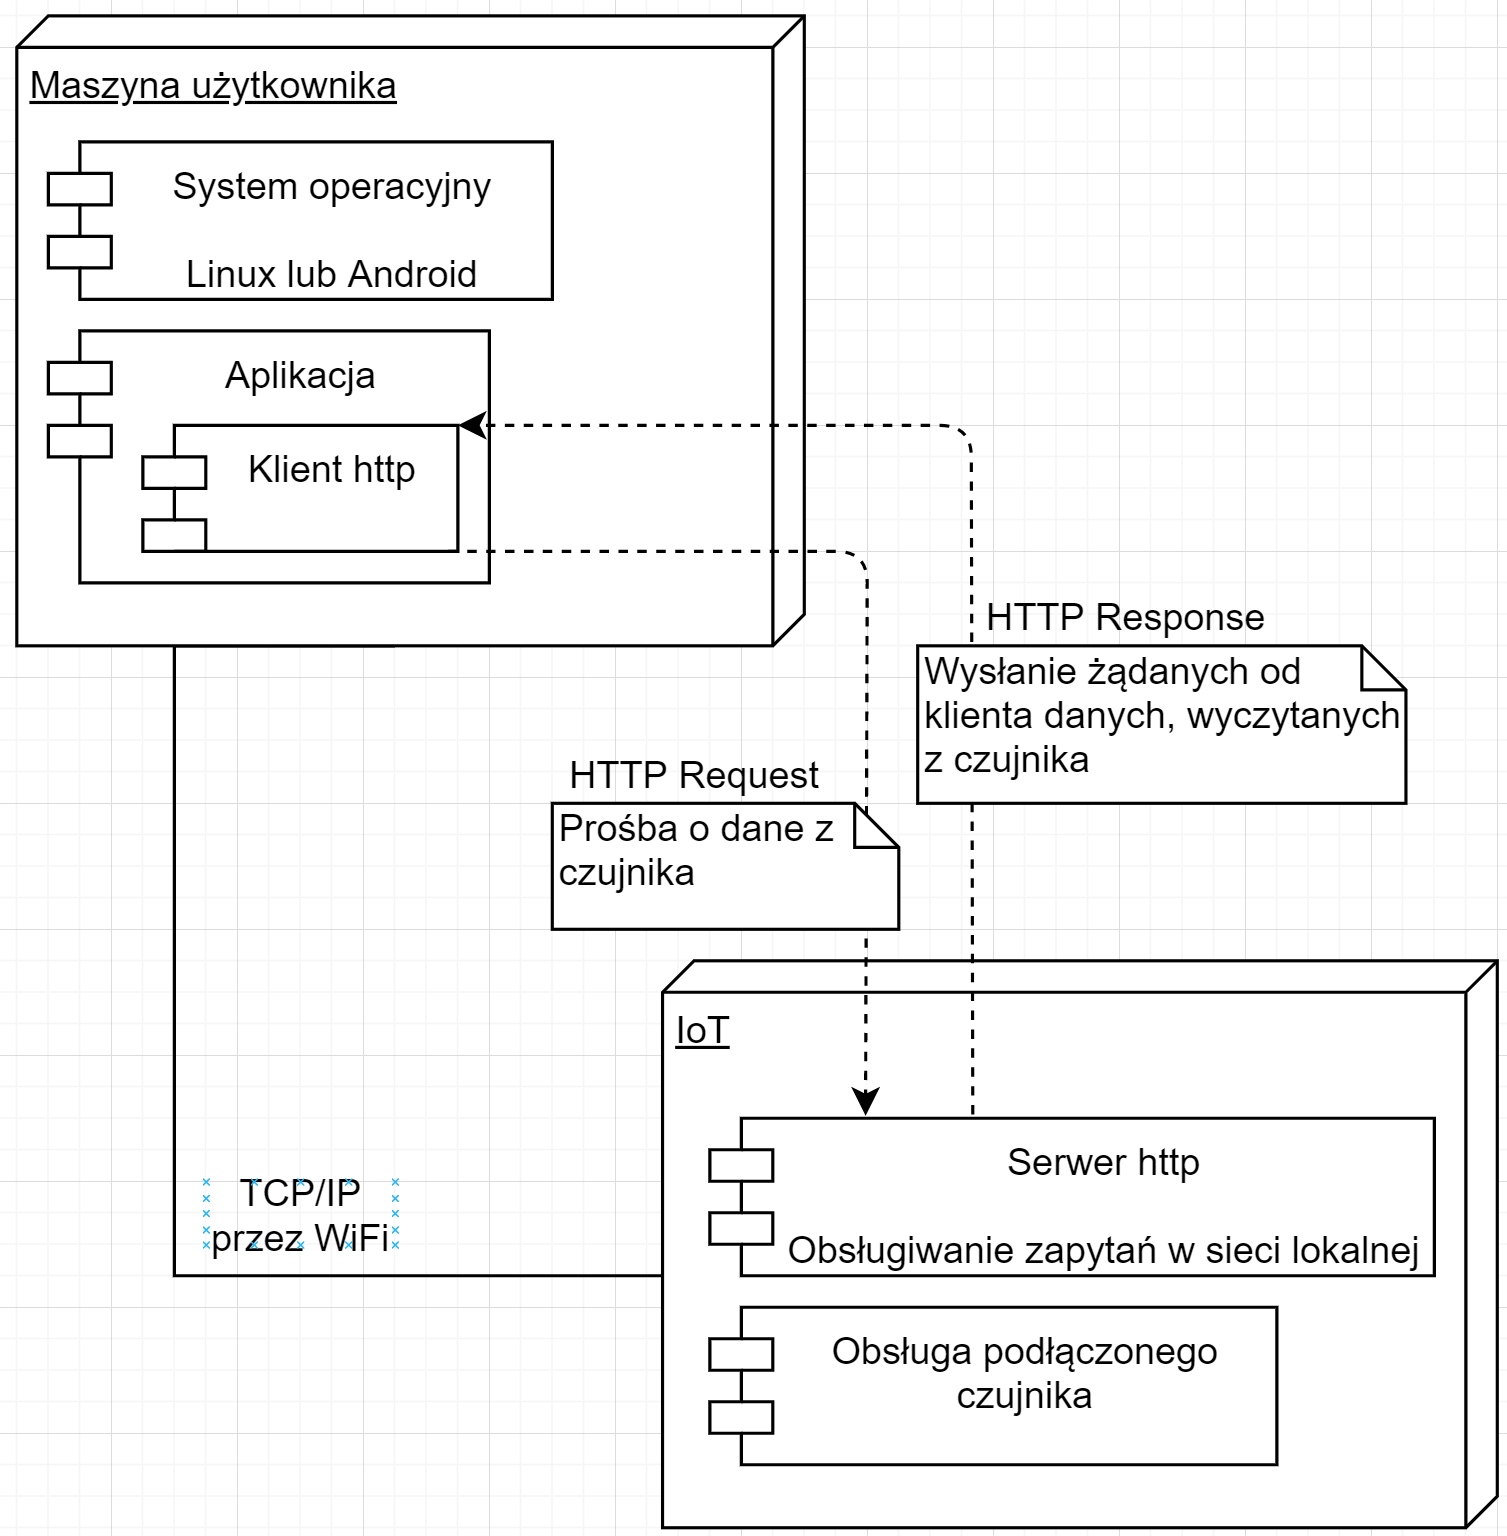 Maszyna użytkownika
System operacyjny
Linux lub Android
Aplikacja
Klient http
HTTP Response
Wysłanie żądanych od
klienta danych, wyczytanych
z czujnika
HTTP Request
Prośba o dane z
czujnika
IoT
Serwer http
Obsługiwanie zapytań w sieci lokalnej
TCP/IP
przez WiFi
Obsługa podłączonego
czujnika